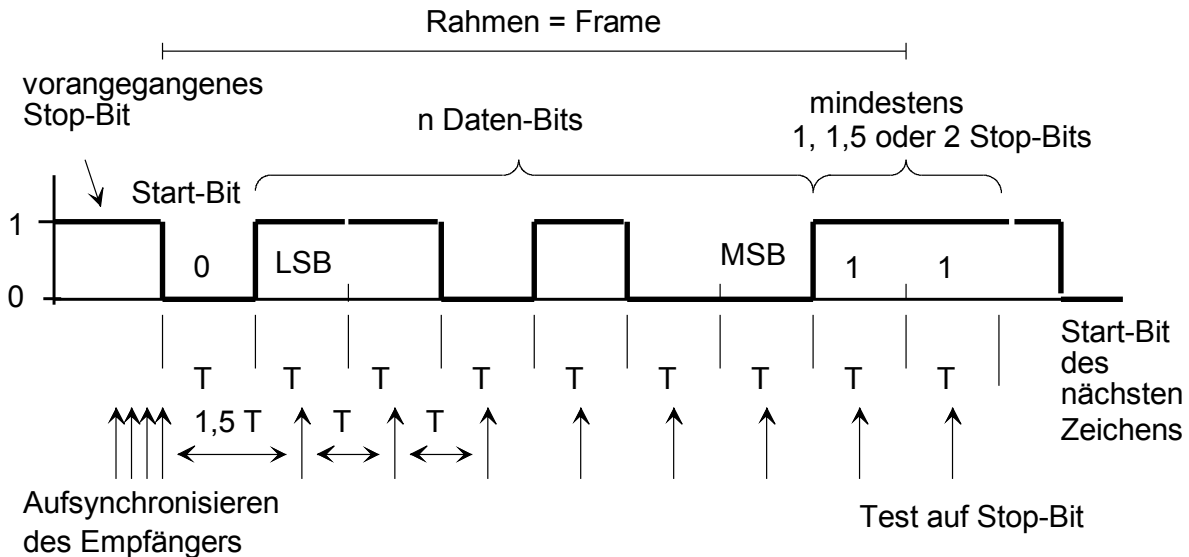 Rahmen = Frame
vorangegangenes
Stop-Bit
n Daten-Bits
mindestens
1, 1,5 oder 2 Stop-Bits
Start-Bit
1
0
LSB
MSB
1
1
0
T
T
T
T
T
T
T
T
T
1,5 T
T
T
Start-Bit
des
nächsten
Zeichens
Aufsynchronisieren
des Empfängers
Test auf Stop-Bit